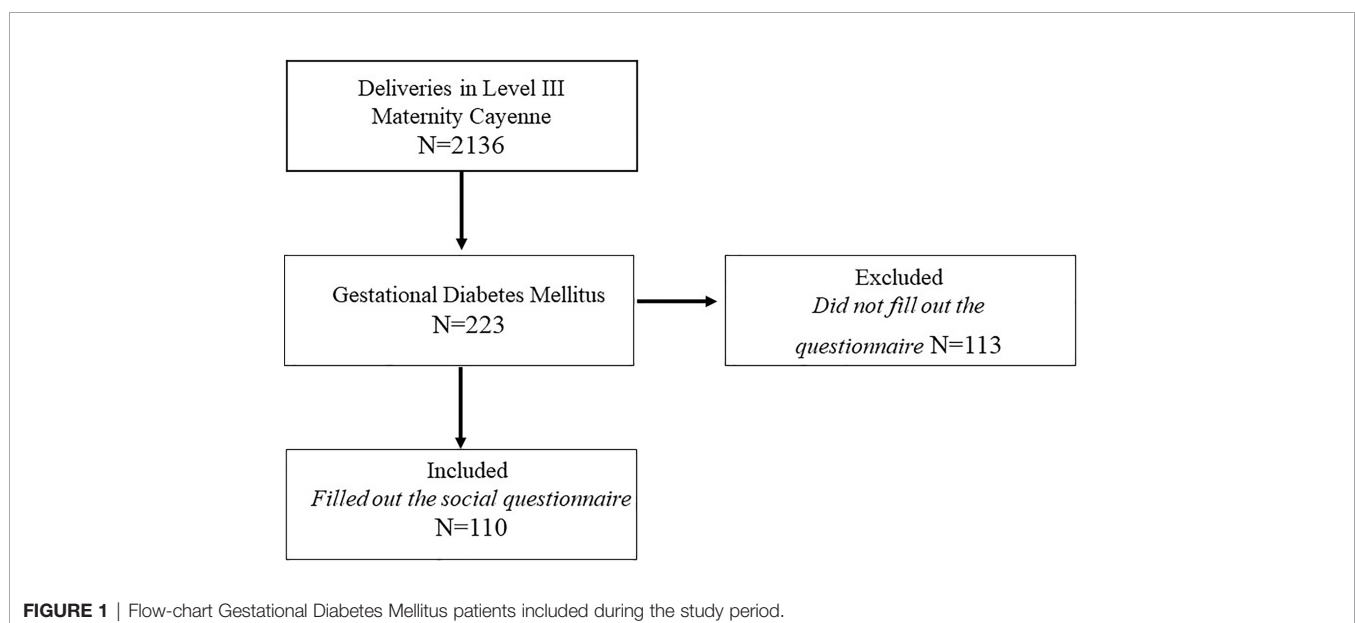 Deliveries in Level III
Maternity Cayenne
N=2136
Gestational Diabetes Mellitus
N=223
Excluded
Did not fill out the
questionnaire N=113
Included
Filled out the social questionnaire
N=110
FIGURE 1 | Flow-chart Gestational Diabetes Mellitus patients included during the study period.